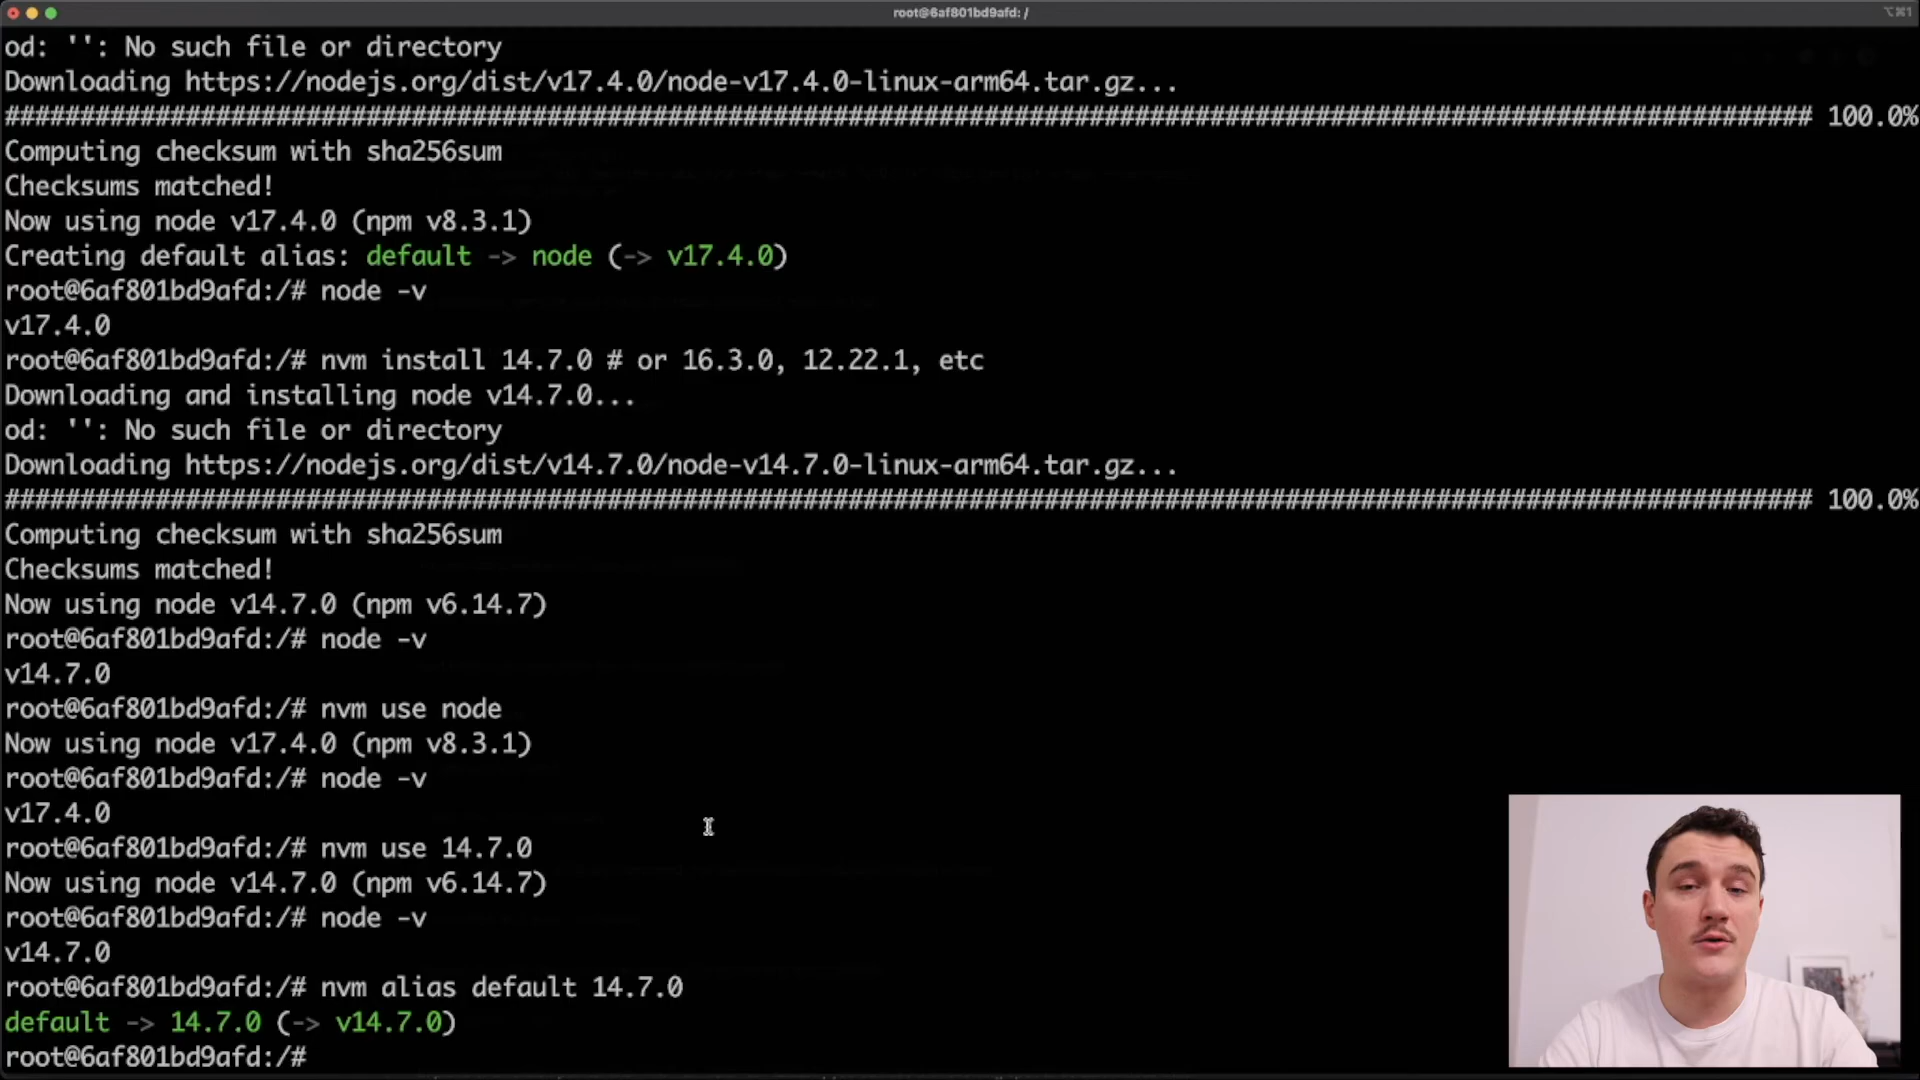 root@6af801bd9afd: /
⌥⌘1
od: '': No such file or directory
Downloading https://nodejs.org/dist/v17.4.0/node-v17.4.0-linux-arm64.tar.gz...
######################################################################################################################## 100.0%
Computing checksum with sha256sum
Checksums matched!
Now using node v17.4.0 (npm v8.3.1)
Creating default alias: default -> node (-> v17.4.0)
root@6af801bd9afd:/# node -v
v17.4.0
root@6af801bd9afd:/# nvm install 14.7.0 # or 16.3.0, 12.22.1, etc
Downloading and installing node v14.7.0...
od: '': No such file or directory
Downloading https://nodejs.org/dist/v14.7.0/node-v14.7.0-linux-arm64.tar.gz...
######################################################################################################################## 100.0%
Computing checksum with sha256sum
Checksums matched!
Now using node v14.7.0 (npm v6.14.7)
root@6af801bd9afd:/# node -v
v14.7.0
root@6af801bd9afd:/# nvm use node
Now using node v17.4.0 (npm v8.3.1)
root@6af801bd9afd:/# node -v
v17.4.0
root@6af801bd9afd:/# nvm use 14.7.0
Now using node v14.7.0 (npm v6.14.7)
root@6af801bd9afd:/# node -v
v14.7.0
root@6af801bd9afd:/# nvm alias default 14.7.0
default -> 14.7.0 (-> v14.7.0)
root@6af801bd9afd:/#